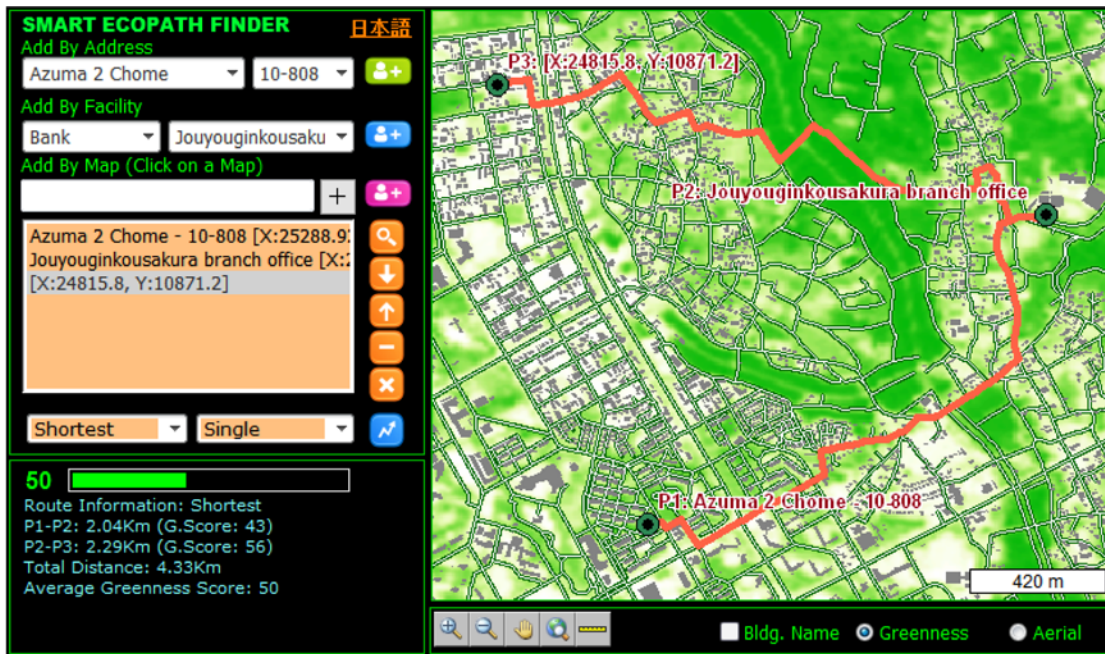 SMART ECOPATH FINDER
日本語
Add By Address
Azuma 2 Chome
10-808
Add By Facility
Bank
Jouyouginkousaku
Add By Map (Click on a Map)
Azuma 2 Chome - 10-808 [X:25288.92
Jouyouginkousakura branch office [X:2
[X:24815.8, Y:10871.2]
Shortest
Single
50
Route Information: Shortest
P1-P2: 2.04Km (G.Score: 43)
P2-P3: 2.29Km (G.Score: 56)
Total Distance: 4.33Km
Average Greenness Score: 50
P3: [X:24815.8, Y:10871.2]
P2: Jouyouginkousakura branch office
P1: Azuma 2 Chome - 10-808
420 m
Bldg. Name
Greenness
Aerial